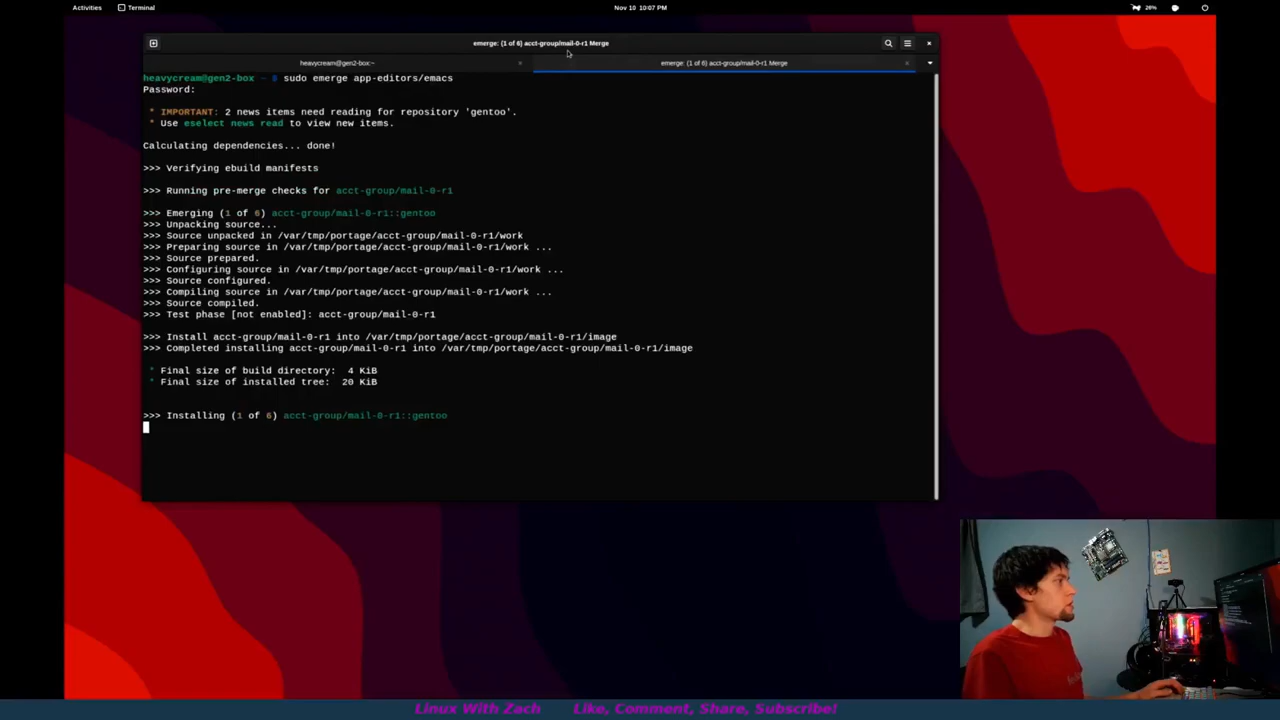 Activities Terminal Nov 10 10:07 PM 26%
emerge: (1 of 6) acct-group/mail-0-r1 Merge
heavycream@gen2-box:~ emerge: (1 of 6) acct-group/mail-0-r1 Merge
heavycream@gen2-box ~ $ sudo emerge app-editors/emacs
Password:
* IMPORTANT: 2 news items need reading for repository 'gentoo'.
* Use eselect news read to view new items.
Calculating dependencies... done!
>>> Verifying ebuild manifests
>>> Running pre-merge checks for acct-group/mail-0-r1
>>> Emerging (1 of 6) acct-group/mail-0-r1::gentoo
>>> Unpacking source...
>>> Source unpacked in /var/tmp/portage/acct-group/mail-0-r1/work
>>> Preparing source in /var/tmp/portage/acct-group/mail-0-r1/work ...
>>> Source prepared.
>>> Configuring source in /var/tmp/portage/acct-group/mail-0-r1/work ...
>>> Source configured.
>>> Compiling source in /var/tmp/portage/acct-group/mail-0-r1/work ...
>>> Source compiled.
>>> Test phase [not enabled]: acct-group/mail-0-r1
>>> Install acct-group/mail-0-r1 into /var/tmp/portage/acct-group/mail-0-r1/image
>>> Completed installing acct-group/mail-0-r1 into /var/tmp/portage/acct-group/mail-0-r1/image
* Final size of build directory: 4 KiB
* Final size of installed tree: 20 KiB
>>> Installing (1 of 6) acct-group/mail-0-r1::gentoo
Linux With Zach Like, Comment, Share, Subscribe!